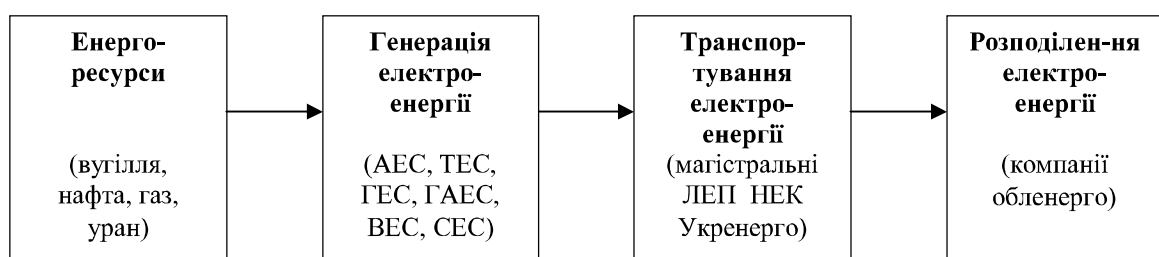 Енерго-
ресурси
(вугілля,
нафта, газ,
уран)
Генерація
електро-
енергії
(АЕС, ТЕС,
ГЕС, ГАЕС,
ВЕС, СЕС)
Транспор-
тування
електро-
енергії
(магістральні
ЛЕП НЕК
Укренерго)
Розподілен-ня
електро-
енергії
(компанії
обленерго)